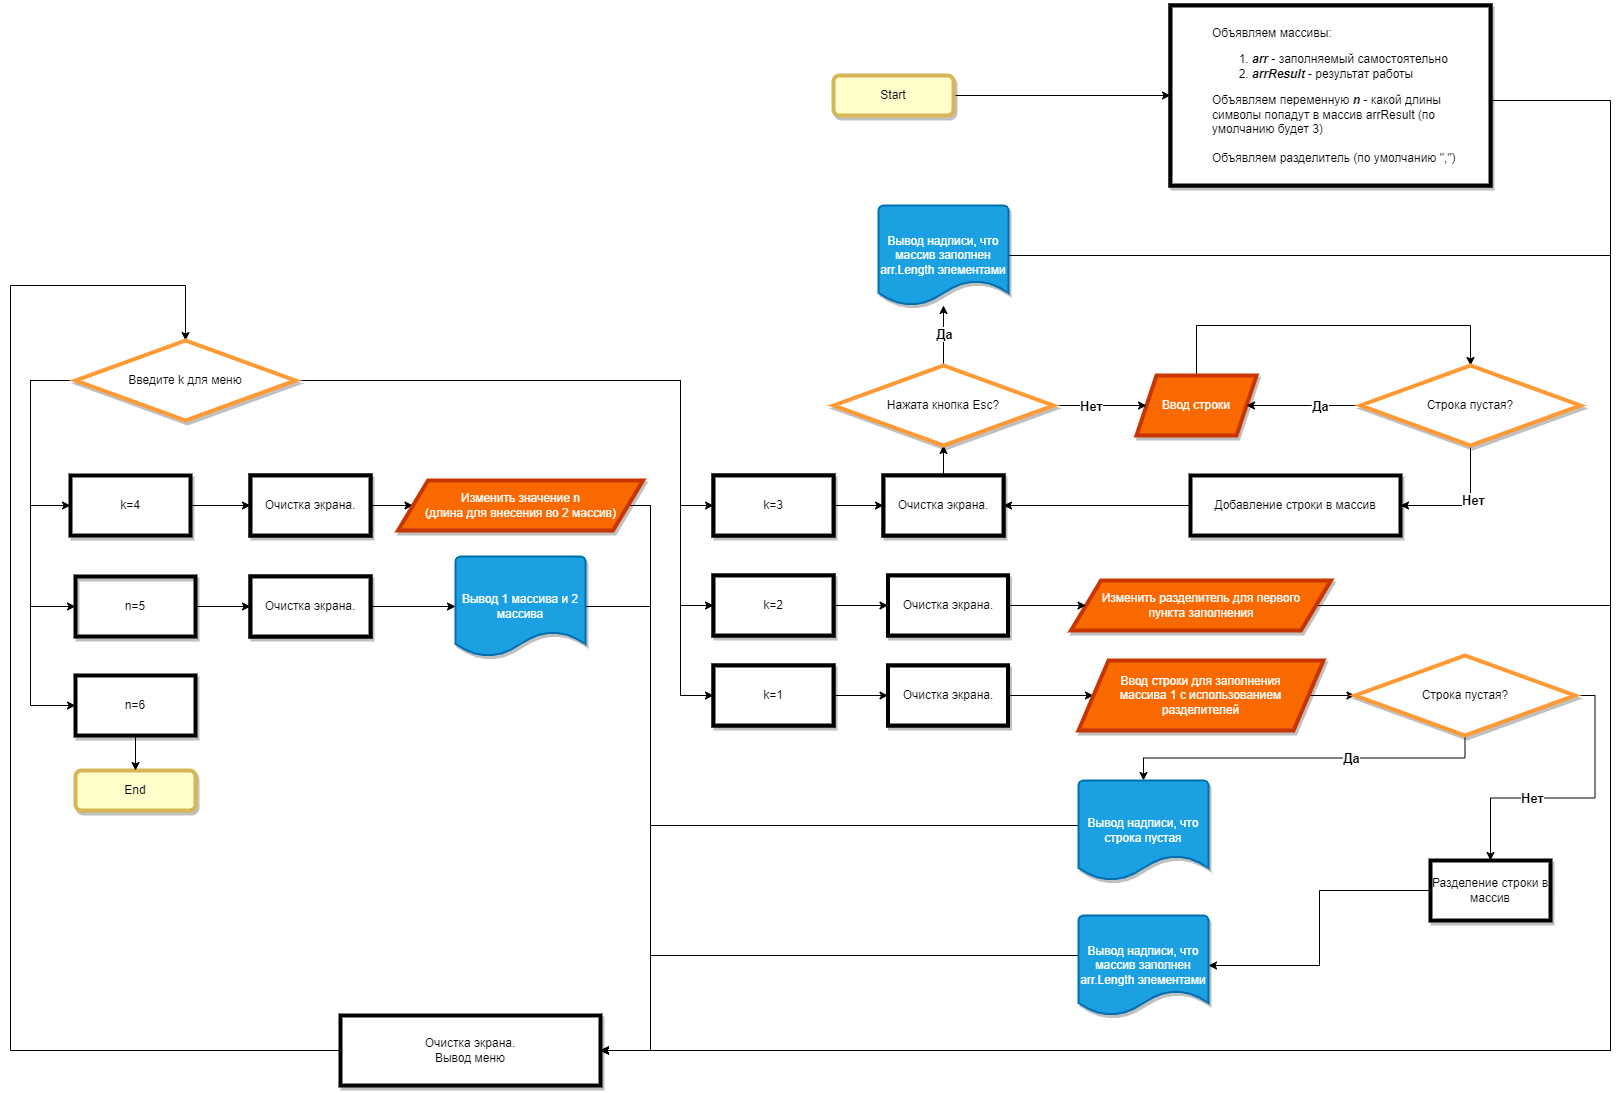 Start
Объявляем массивы:
1. arr - заполняемый самостоятельно
2. arrResult - результат работы
Объявляем переменную n - какой длины
символы попадут в массив arrResult (по
умолчанию будет 3)
Объявляем разделитель (по умолчанию ",")
Вывод надписи, что
массив заполнен
arr.Length элементами
Да
Введите k для меню
Нажата кнопка Esc?
Нет
Ввод строки
Да
Строка пустая?
k=4
Очистка экрана.
Изменить значение n
(длина для внесения во 2 массив)
k=3
Очистка экрана.
Добавление строки в массив
Нет
n=5
Очистка экрана.
Вывод 1 массива и 2
массива
k=2
Очистка экрана.
Изменить разделитель для первого
пункта заполнения
n=6
k=1
Очистка экрана.
Ввод строки для заполнения
массива 1 с использованием
разделителей
Строка пустая?
Да
End
Нет
Вывод надписи, что
строка пустая
Разделение строки в
массив
Вывод надписи, что
массив заполнен
arr.Length элементами
Очистка экрана.
Вывод меню